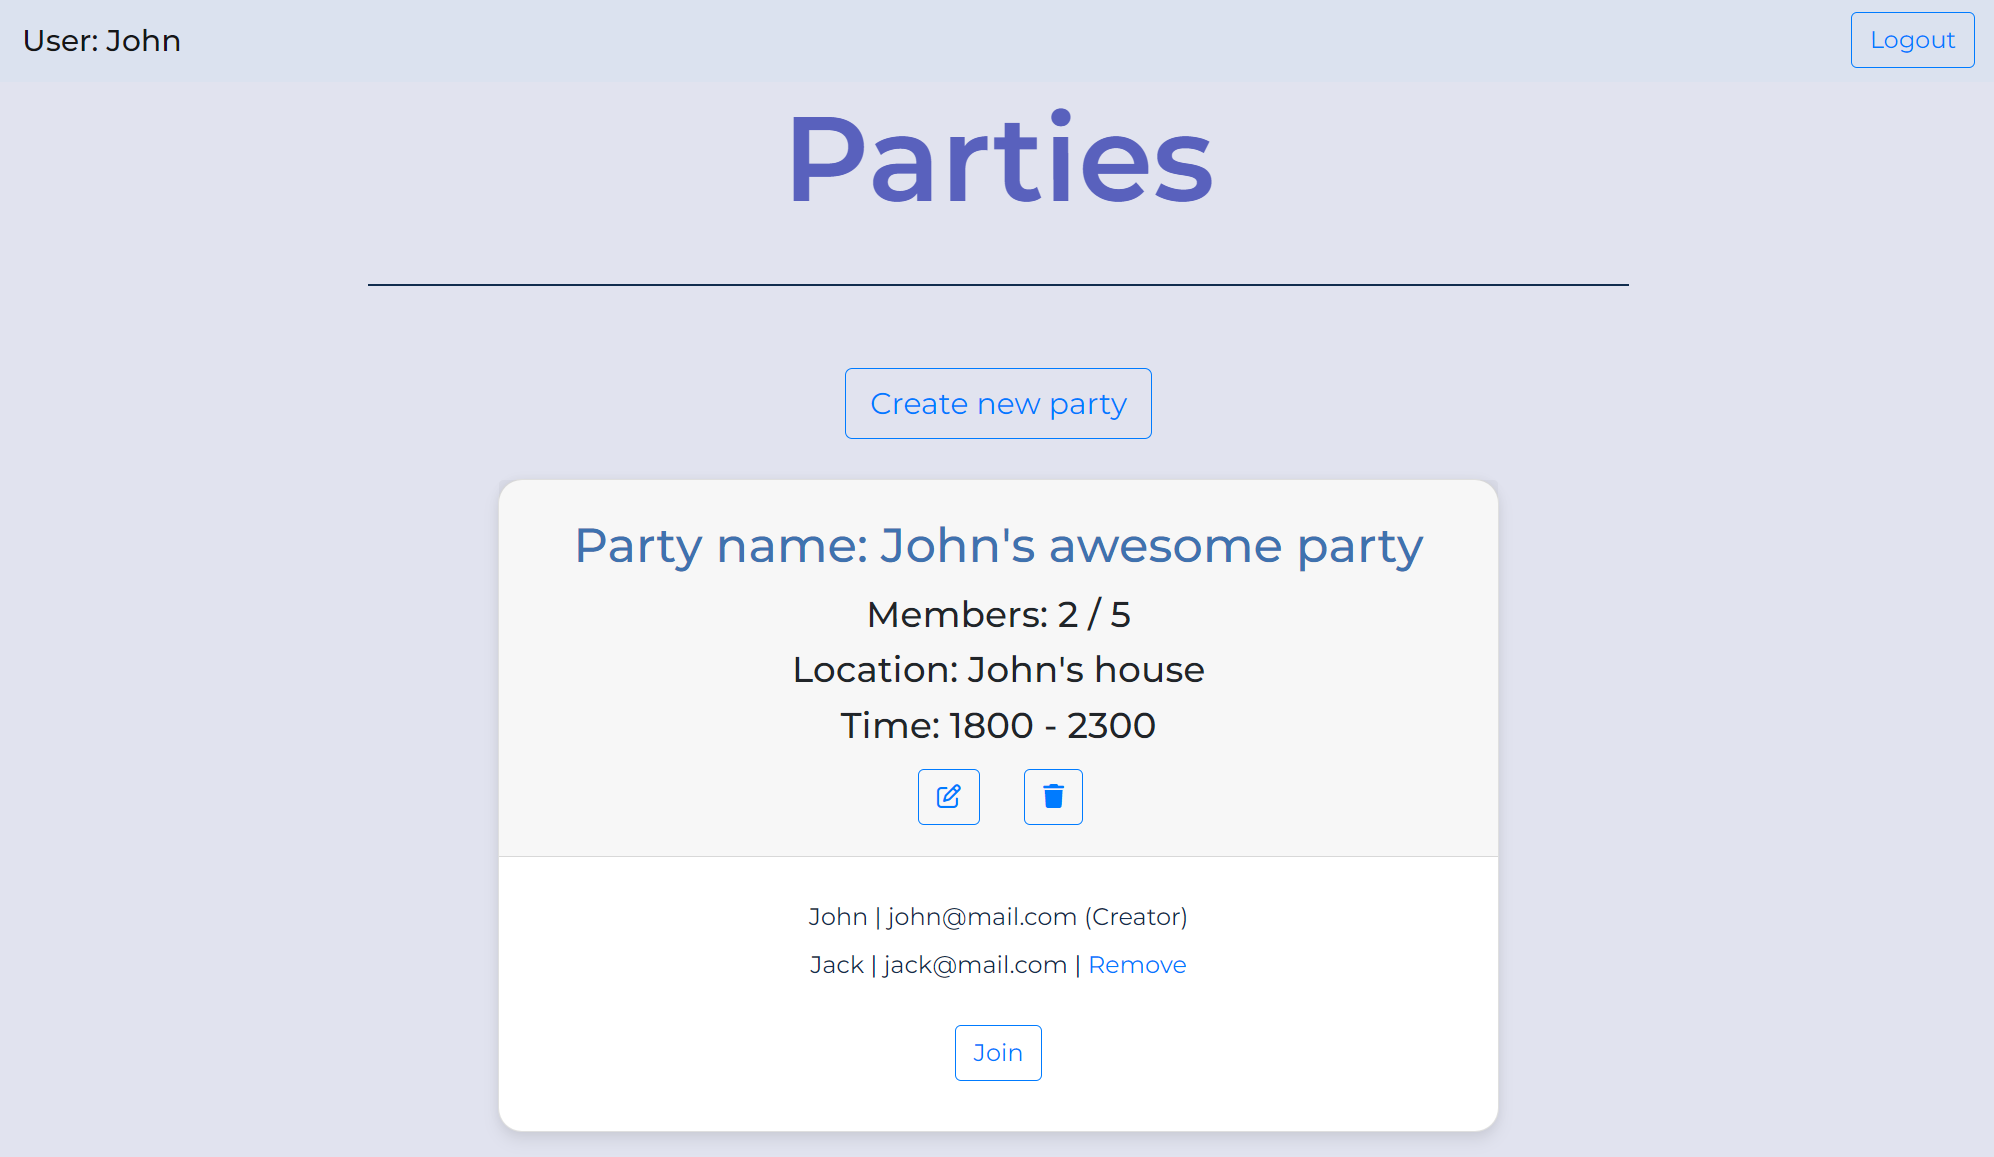 User: John
Logout
Parties
Create new party
Party name: John's awesome party
Members: 2 / 5
Location: John's house
Time: 1800 - 2300
John | john@mail.com (Creator)
Jack | jack@mail.com | Remove
Join